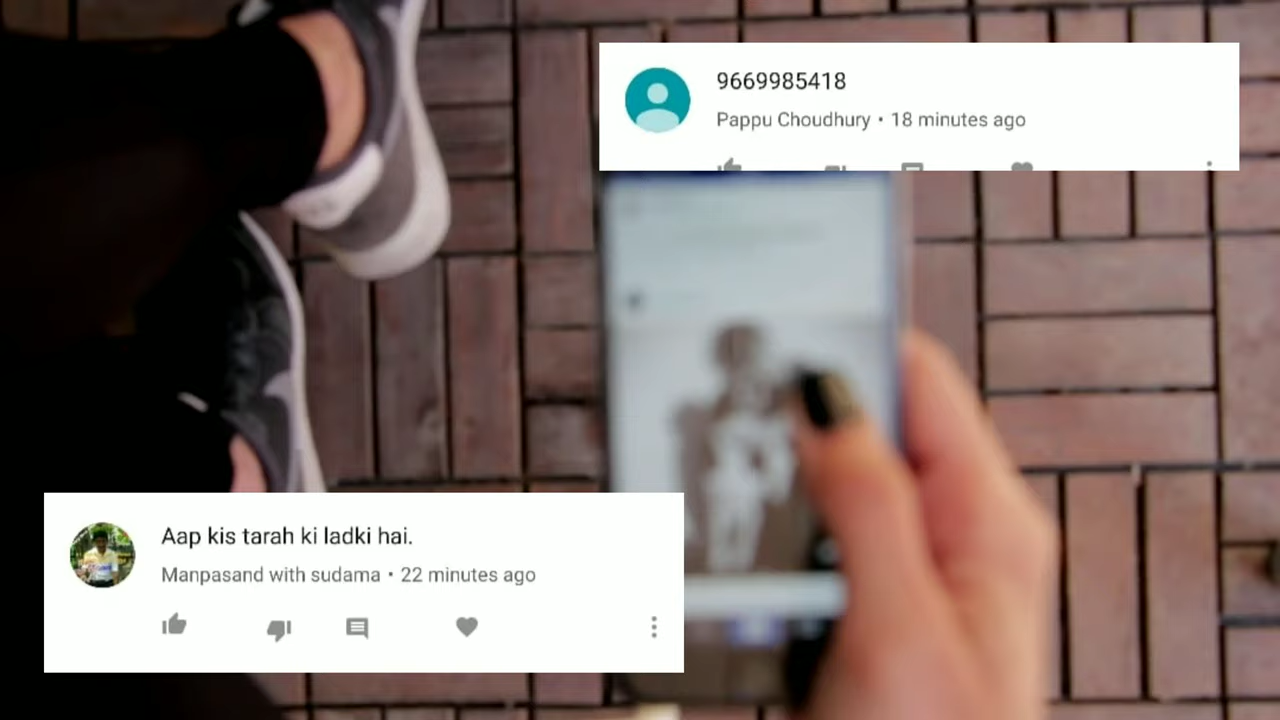 9669985418
Pappu Choudhury • 18 minutes ago
Aap kis tarah ki ladki hai.
Manpasand with sudama • 22 minutes ago